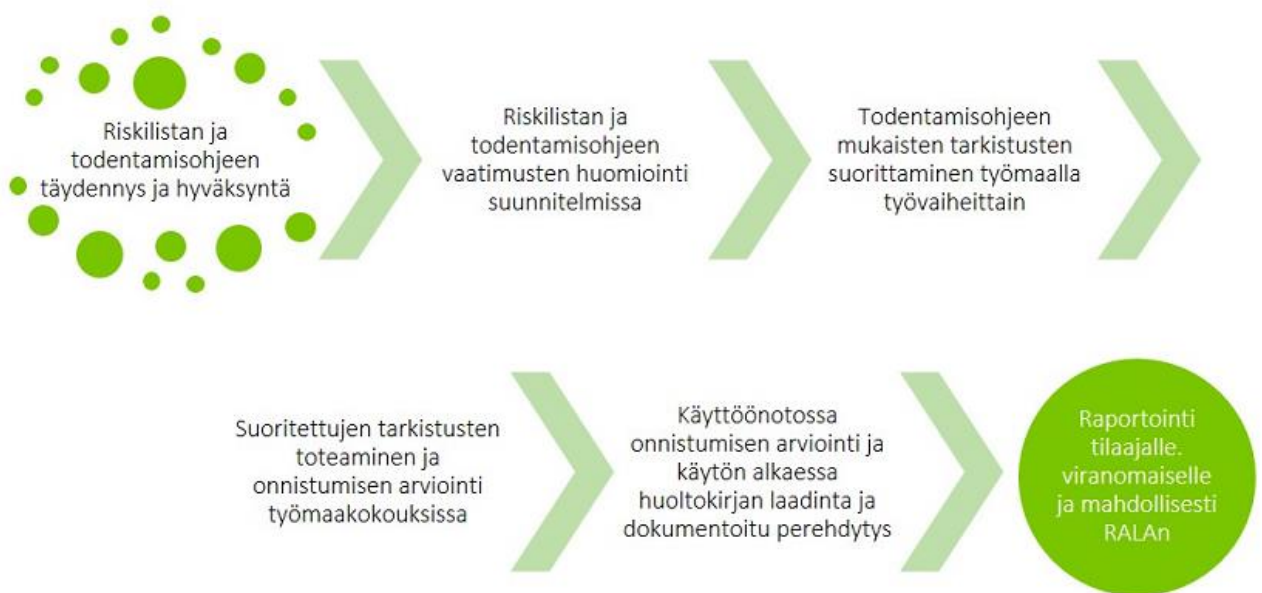 Riskilistan ja
todentamisohjeen
täydennys ja hyväksyntä
Riskilistan ja
todentamisohjeen
vaatimusten huomiointi
suunnitelmissa
Todentamisohjeen
mukaisten tarkistusten
suorittaminen työmaalla
työvaiheittain
Suoritettujen tarkistusten
toteaminen ja
onnistumisen arviointi
työmaakokouksissa
Käyttöönotossa
onnistumisen arviointi ja
käytön alkaessa
huoltokirjan laadinta ja
dokumentoitu perehdytys
Raportointi
tilaajalle.
viranomaiselle
ja mahdollisesti
RALAn